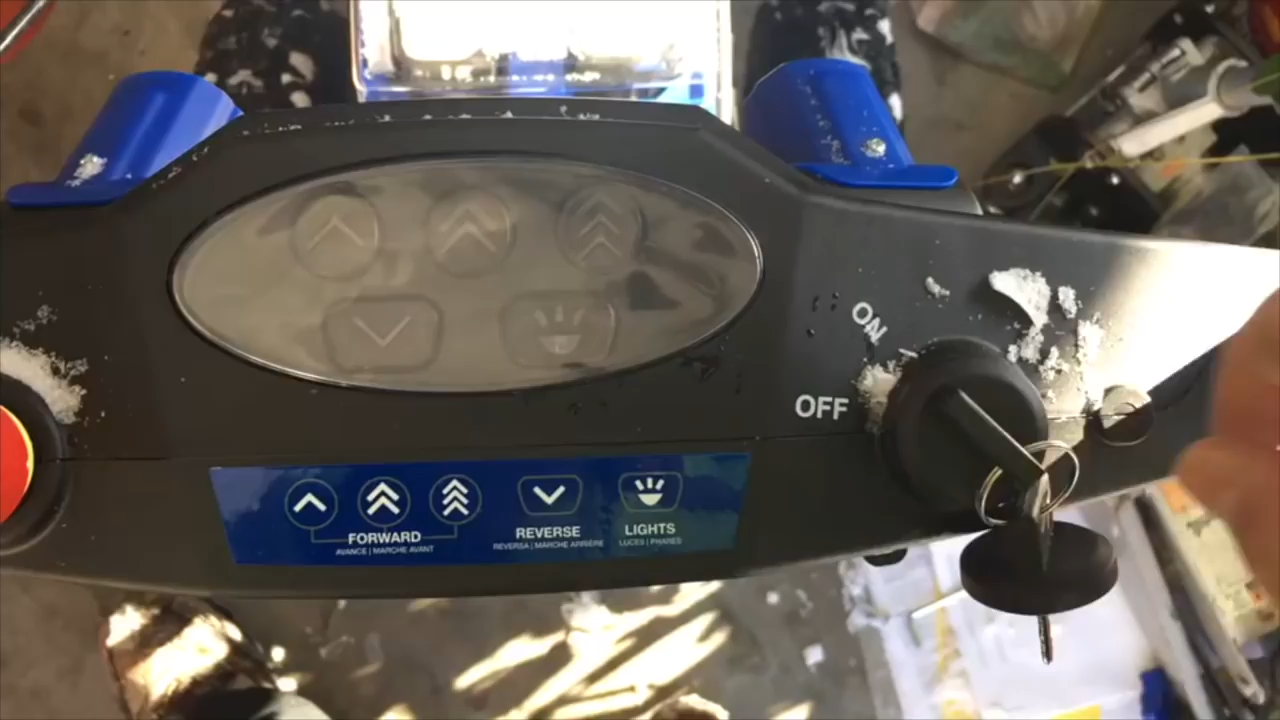 ON
OFF
FORWARD
AVANCE | MARCHE AVANT
REVERSE
REVERSA | MARCHE ARRIÈRE
LIGHTS
LUCES | PHARES